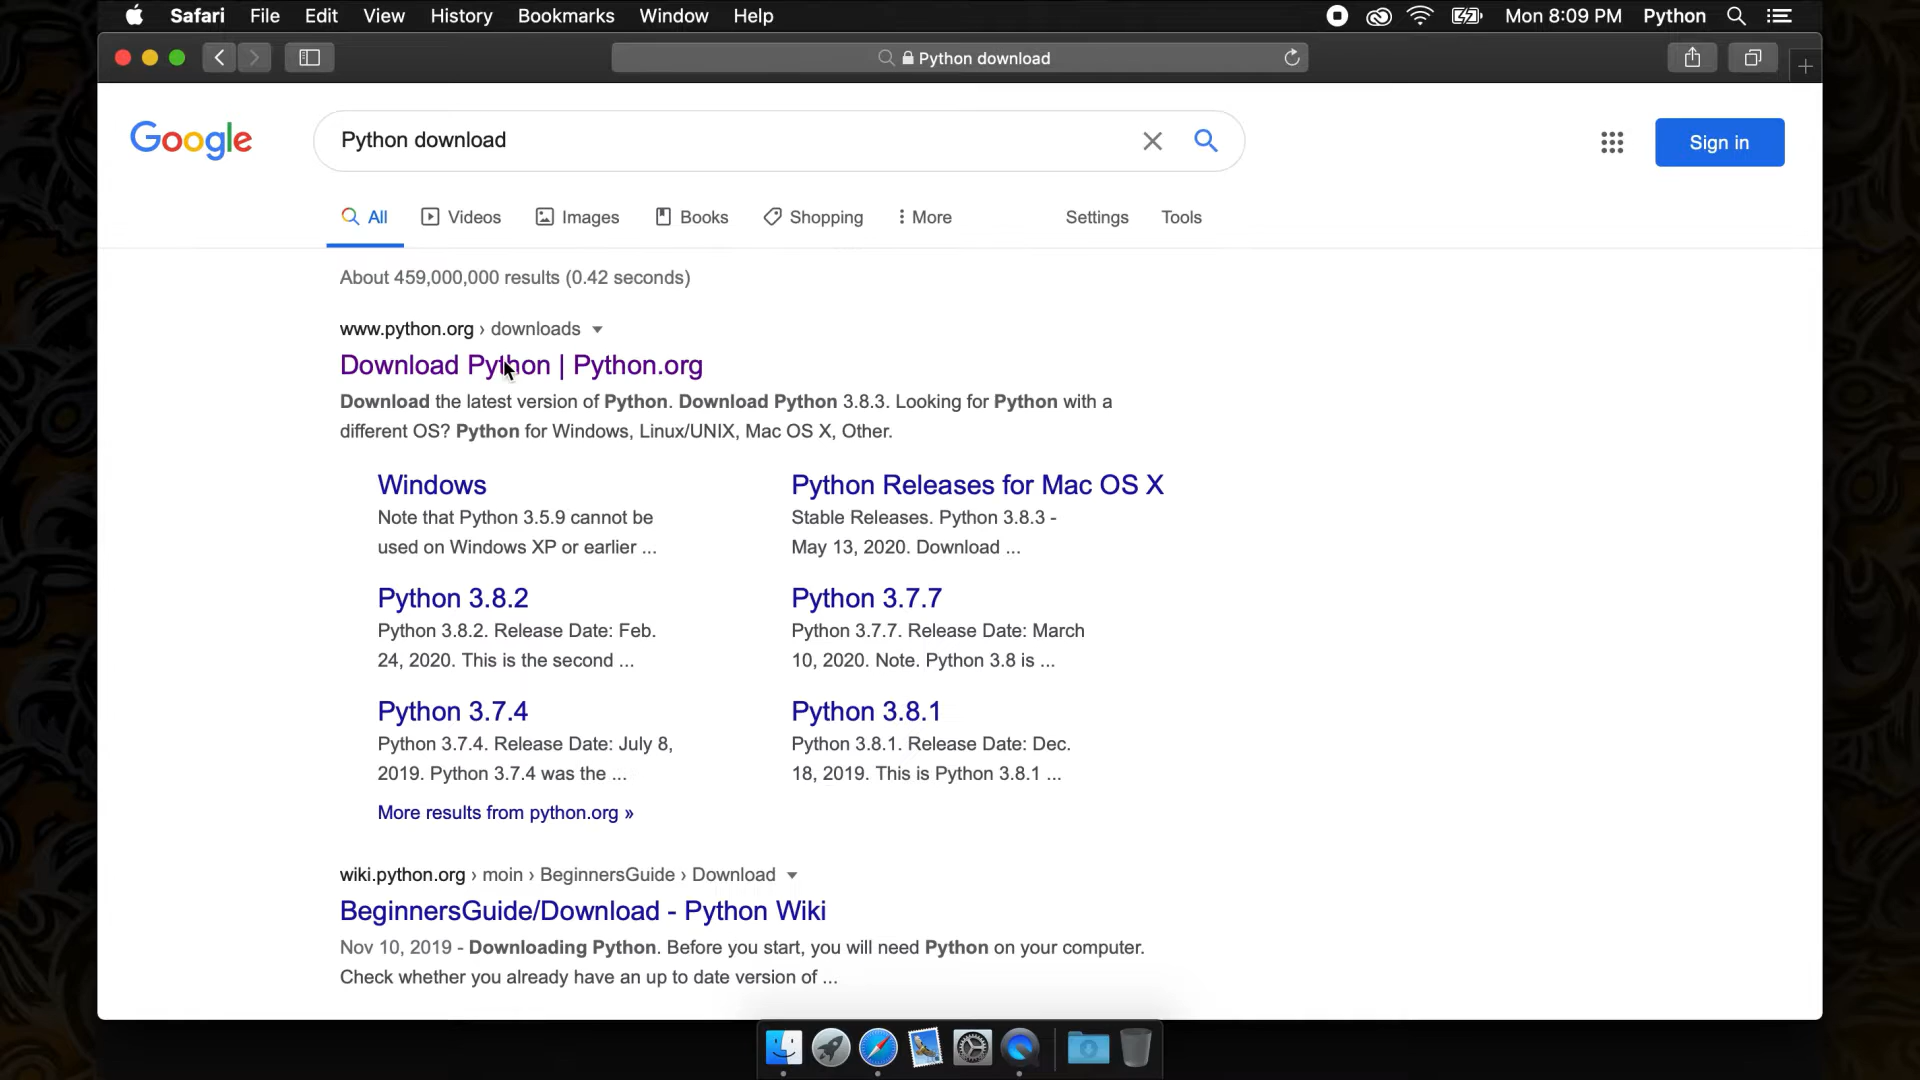 Safari File Edit View History Bookmarks Window Help Mon 8:09 PM Python
Python download
Google Python download Sign in
All Videos Images Books Shopping More Settings Tools
About 459,000,000 results (0.42 seconds)
www.python.org › downloads
Download Python | Python.org
Download the latest version of Python. Download Python 3.8.3. Looking for Python with a
different OS? Python for Windows, Linux/UNIX, Mac OS X, Other.
Windows
Note that Python 3.5.9 cannot be
used on Windows XP or earlier ...
Python Releases for Mac OS X
Stable Releases. Python 3.8.3 -
May 13, 2020. Download ...
Python 3.8.2
Python 3.8.2. Release Date: Feb.
24, 2020. This is the second ...
Python 3.7.7
Python 3.7.7. Release Date: March
10, 2020. Note. Python 3.8 is ...
Python 3.7.4
Python 3.7.4. Release Date: July 8,
2019. Python 3.7.4 was the ...
Python 3.8.1
Python 3.8.1. Release Date: Dec.
18, 2019. This is Python 3.8.1 ...
More results from python.org »
wiki.python.org › moin › BeginnersGuide › Download
BeginnersGuide/Download - Python Wiki
Nov 10, 2019 - Downloading Python. Before you start, you will need Python on your computer.
Check whether you already have an up to date version of ...